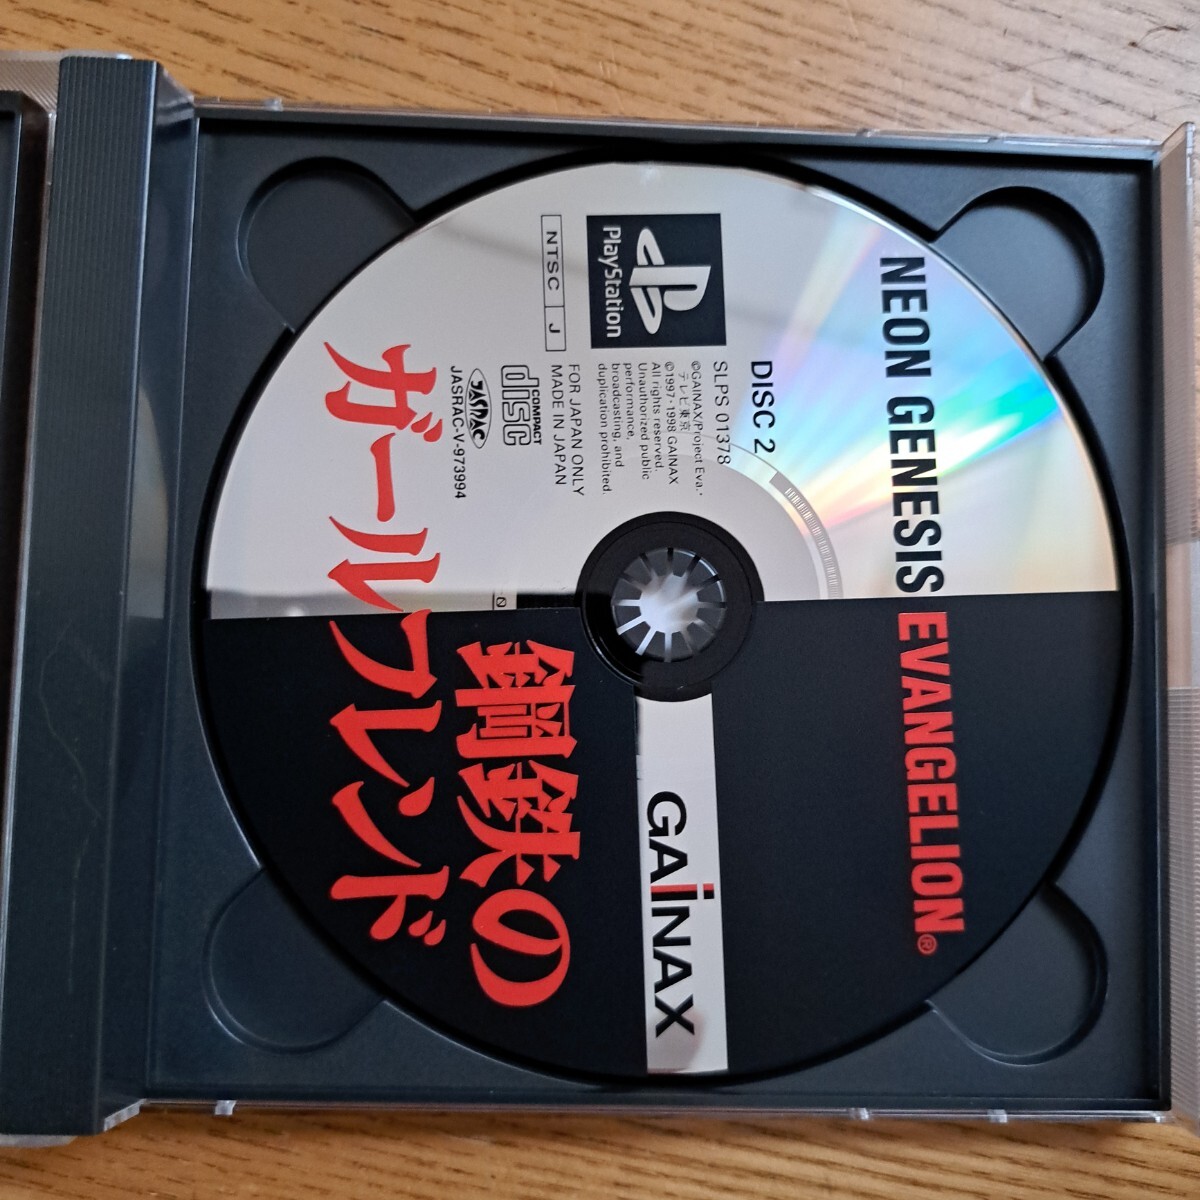 NEON GENESIS EVANGELION®
DISC 2
SLPS 01378
©GAINAX/Project Eva.・
テレビ東京
©1997-1998 GAINAX
All rights reserved.
Unauthorized public
performance,
broadcasting, and
duplication prohibited.
PlayStation
NTSC J
FOR JAPAN ONLY
MADE IN JAPAN
COMPACT
disc
JASRAC
JASRAC-V-973994
GAiNAX
鋼鉄の
ガールフレンド